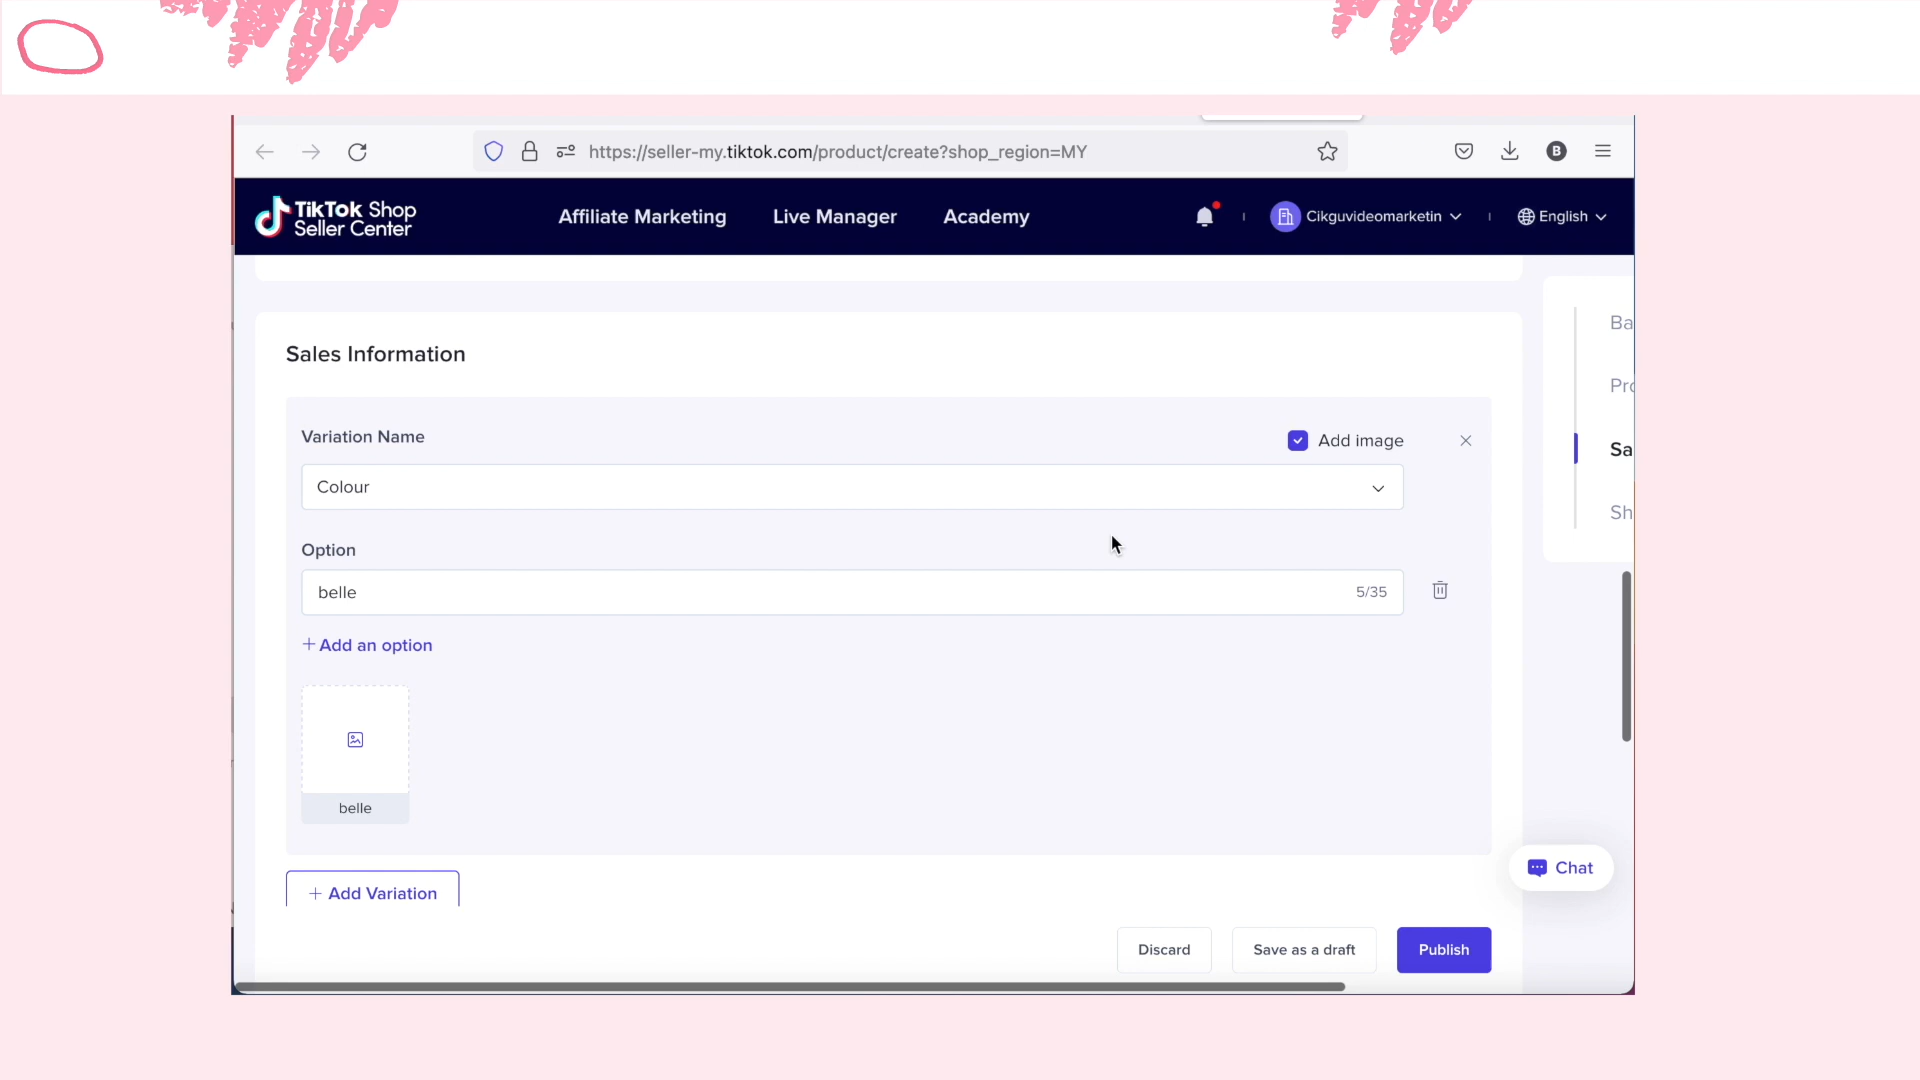 https://seller-my.tiktok.com/product/create?shop_region=MY
B
TikTok Shop
Seller Center
Affiliate Marketing
Live Manager
Academy
Cikguvideomarketin
English
Ba
Pro
Sa
Sh
Sales Information
Variation Name
Add image
Colour
Option
belle
5/35
+ Add an option
belle
+ Add Variation
Chat
Discard
Save as a draft
Publish